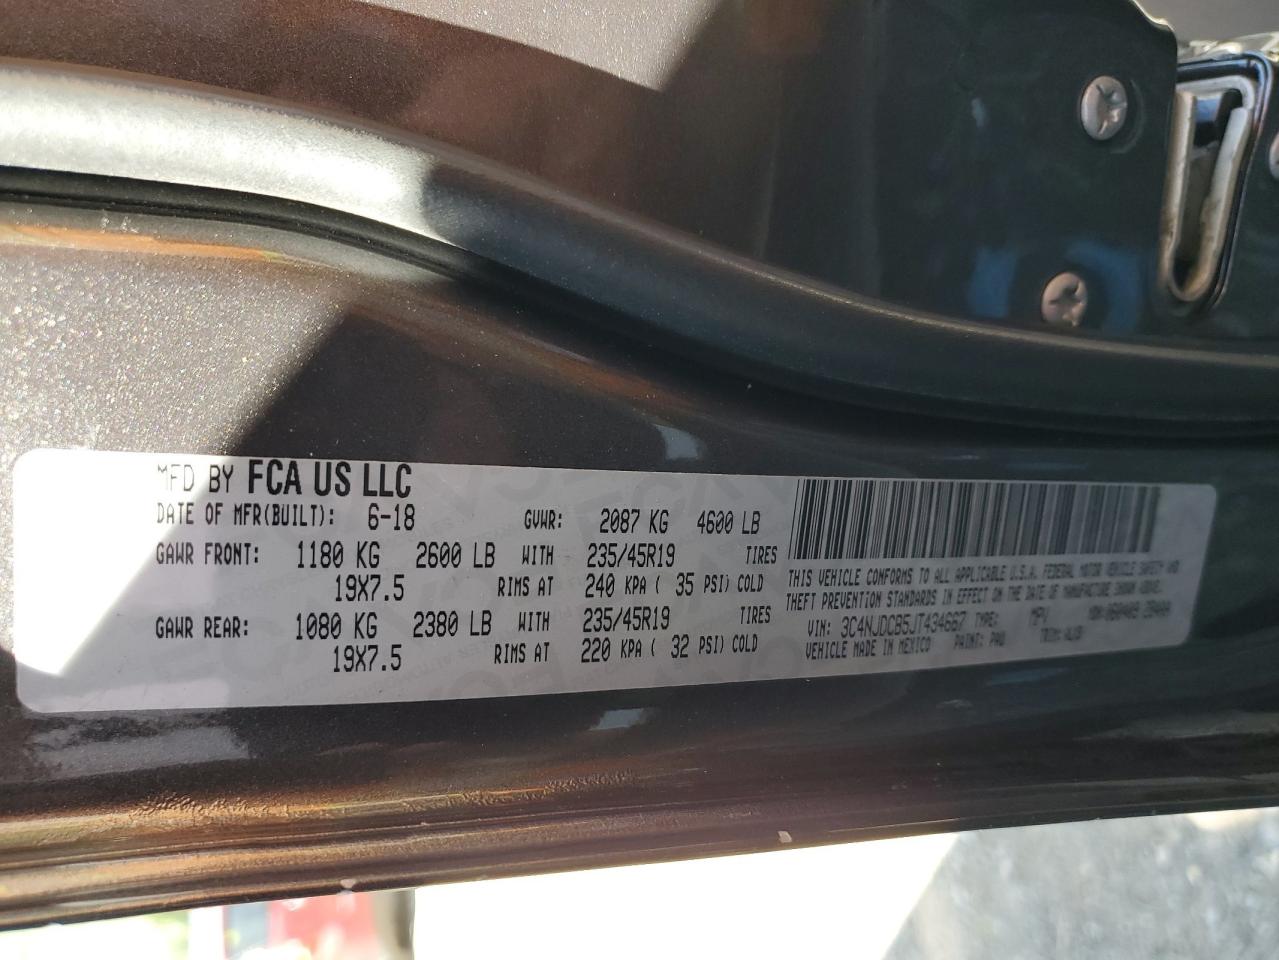 MFD BY FCA US LLC
DATE OF MFR(BUILT): 6-18 GVWR: 2087 KG 4600 LB
GAWR FRONT: 1180 KG 2600 LB WITH 235/45R19 TIRES
19X7.5 RIMS AT 240 KPA ( 35 PSI) COLD
GAWR REAR: 1080 KG 2380 LB WITH 235/45R19 TIRES
19X7.5 RIMS AT 220 KPA ( 32 PSI) COLD
THIS VEHICLE CONFORMS TO ALL APPLICABLE U.S.A. FEDERAL MOTOR VEHICLE SAFETY AND
THEFT PREVENTION STANDARDS IN EFFECT ON THE DATE OF MANUFACTURE SHOWN ABOVE.
VIN: 3C4NJDCB5JT434667 TYPE: MPV
VEHICLE MADE IN MEXICO PAINT: PAU TRIM: